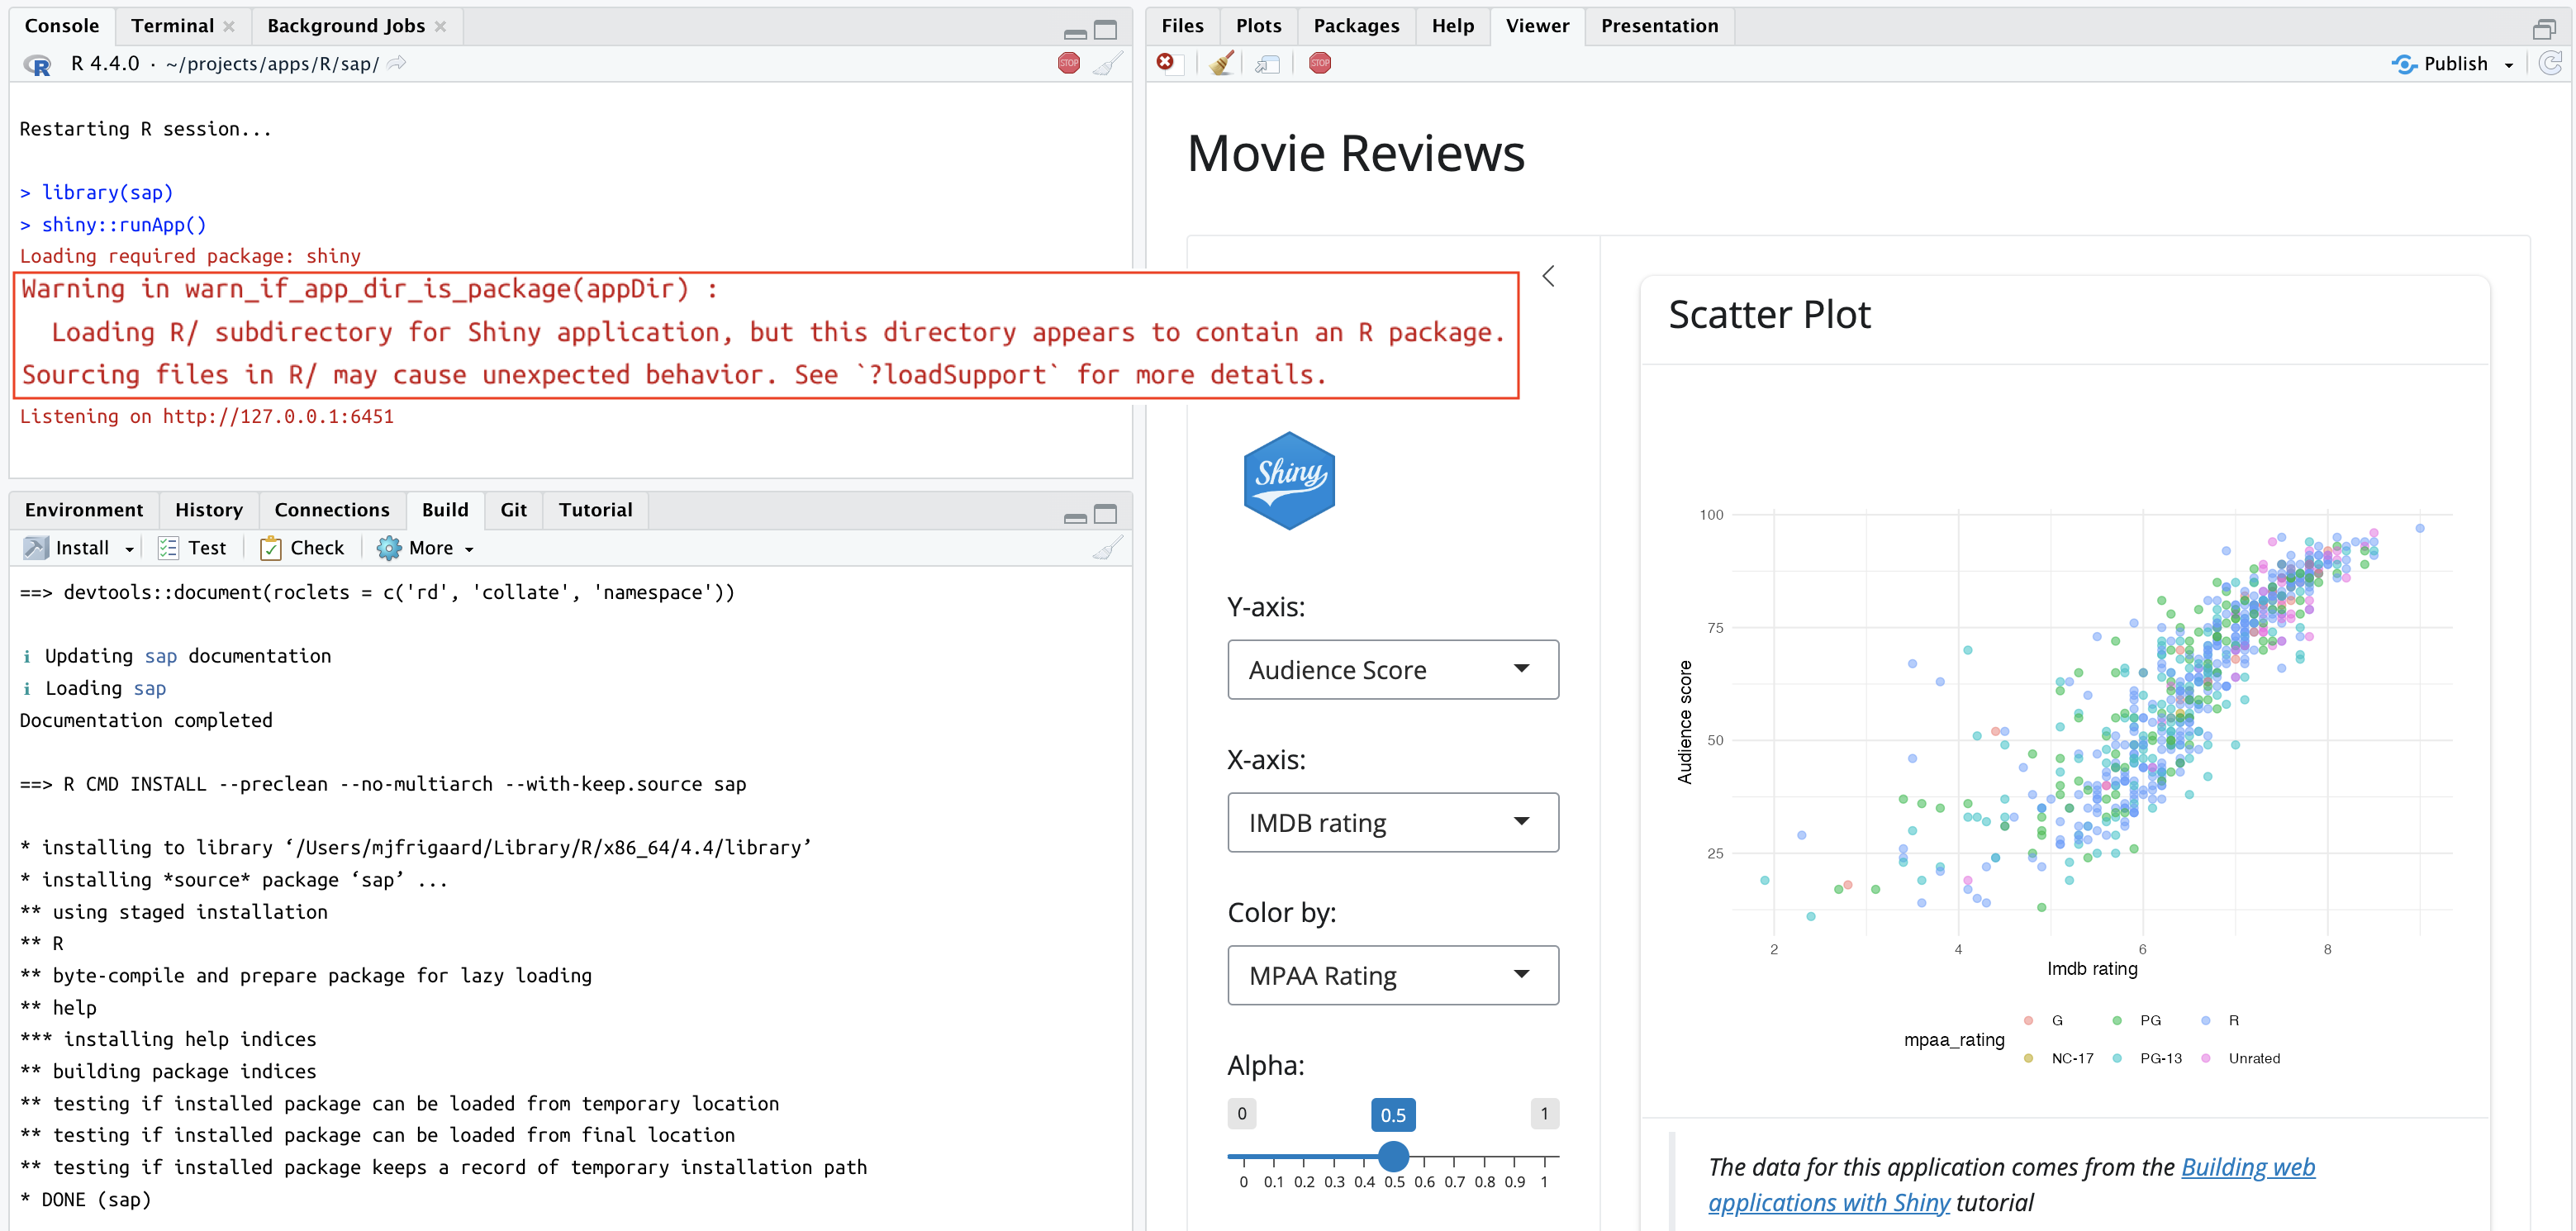 Console Terminal Background Jobs
R 4.4.0 · ~/projects/apps/R/sap/
STOP
Restarting R session...
> library(sap)
> shiny::runApp()
Loading required package: shiny
Warning in warn_if_app_dir_is_package(appDir) :
Loading R/ subdirectory for Shiny application, but this directory appears to contain an R package.
Sourcing files in R/ may cause unexpected behavior. See `?loadSupport` for more details.
Listening on http://127.0.0.1:6451
Environment History Connections Build Git Tutorial
Install Test Check More
==> devtools::document(roclets = c('rd', 'collate', 'namespace'))
ℹ Updating sap documentation
ℹ Loading sap
Documentation completed
==> R CMD INSTALL --preclean --no-multiarch --with-keep.source sap
* installing to library ‘/Users/mjfrigaard/Library/R/x86_64/4.4/library’
* installing *source* package ‘sap’ ...
** using staged installation
** R
** byte-compile and prepare package for lazy loading
** help
*** installing help indices
** building package indices
** testing if installed package can be loaded from temporary location
** testing if installed package can be loaded from final location
** testing if installed package keeps a record of temporary installation path
* DONE (sap)
Files Plots Packages Help Viewer Presentation
STOP
Publish
Movie Reviews
Shiny
Y-axis:
Audience Score
X-axis:
IMDB rating
Color by:
MPAA Rating
Alpha:
0 0.5 1
0 0.1 0.2 0.3 0.4 0.5 0.6 0.7 0.8 0.9 1
Scatter Plot
100
75
50
25
Audience score
2 4 6 8
Imdb rating
mpaa_rating
G PG R
NC-17 PG-13 Unrated
The data for this application comes from the Building web
applications with Shiny tutorial